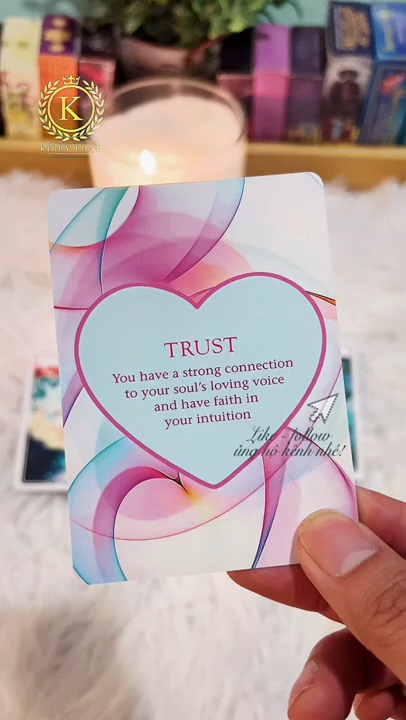 K
TRUST
You have a strong connection
to your soul's loving voice
and have faith in
your intuition
Like - follow
ủng hộ kênh nhé!